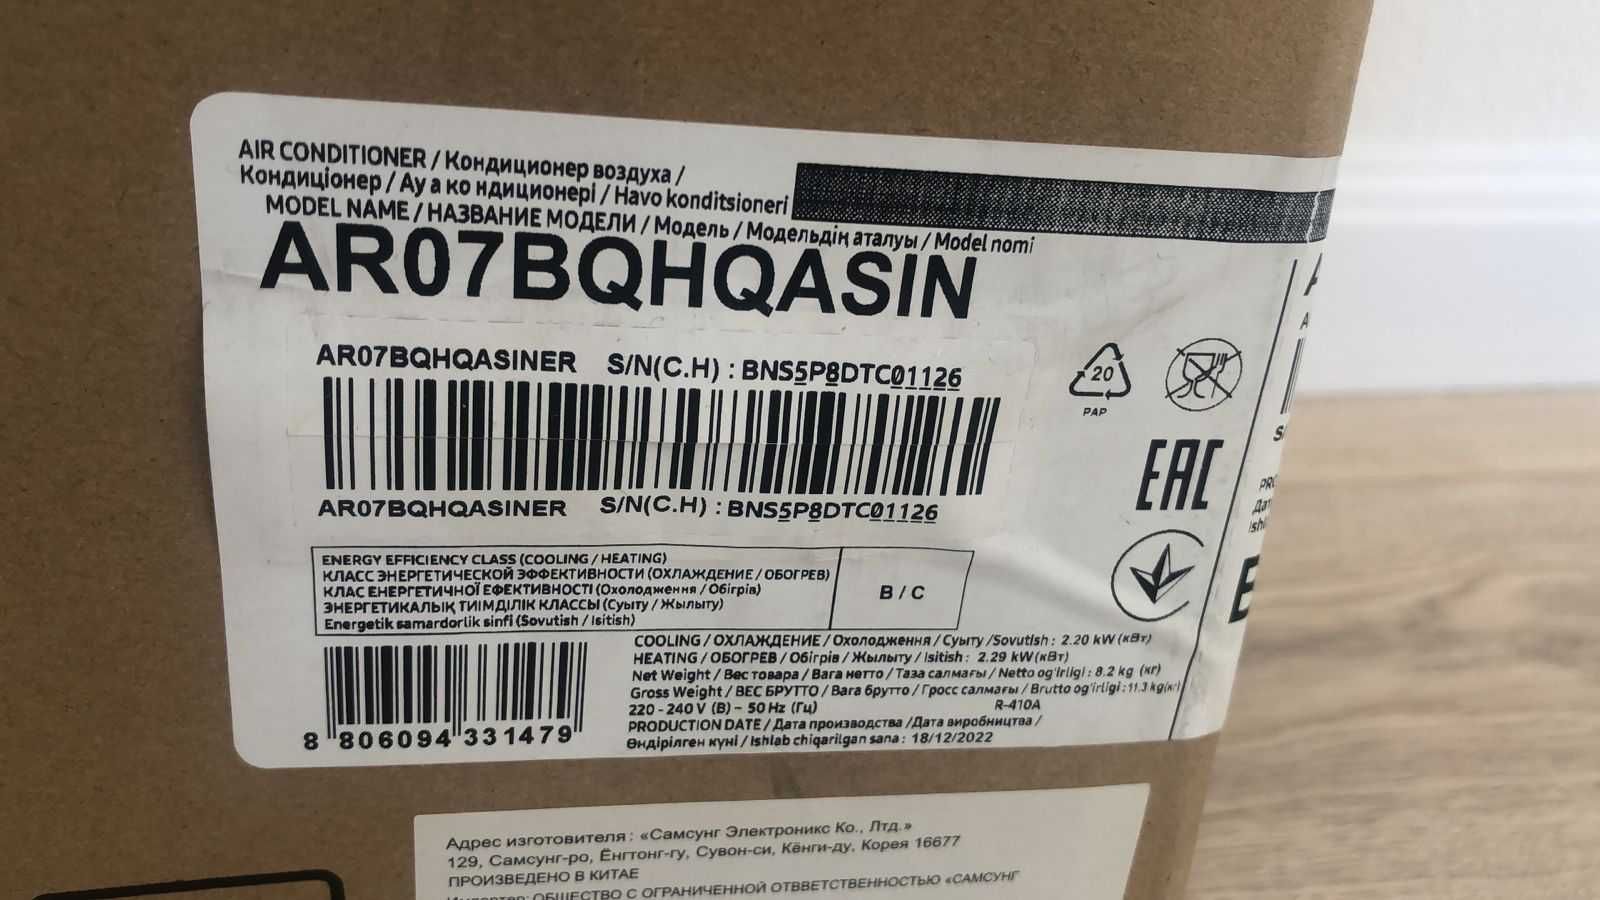 AIR CONDITIONER / Кондиционер воздуха /
Кондиціонер / Ау а ко ндиционері / Havo konditsioneri
MODEL NAME / НАЗВАНИЕ МОДЕЛИ / Модель / Модельдің аталуы / Model nomi
AR07BQHQASIN
AR07BQHQASINER S/N(C.H) : BNS5P8DTC01126
AR07BQHQASINER S/N(C.H) : BNS5P8DTC01126
20
PAP
EAC
ENERGY EFFICIENCY CLASS (COOLING / HEATING)
КЛАСС ЭНЕРГЕТИЧЕСКОЙ ЭФФЕКТИВНОСТИ (ОХЛАЖДЕНИЕ / ОБОГРЕВ)
КЛАС ЕНЕРГЕТИЧНОЇ ЕФЕКТИВНОСТІ (Охолодження / Обігрів)
ЭНЕРГЕТИКАЛЫҚ ТИІМДІЛІК КЛАССЫ (Суыту / Жылыту)
Energetik samardorlik sinfi (Sovutish / Isitish)
B / C
COOLING / ОХЛАЖДЕНИЕ / Охолодження / Суыту /Sovutish : 2.20 kW (кВт)
HEATING / ОБОГРЕВ / Обігрів / Жылыту / Isitish : 2.29 kW (кВт)
Net Weight / Вес товара / Вага нетто / Таза салмағы / Netto og'irligi : 8.2 kg (кг)
Gross Weight / ВЕС БРУТТО / Вага брутто / Гросс салмағы / Brutto og'irligi : 11.3 kg(кг)
220 - 240 V (В) ~ 50 Hz (Гц) R-410A
PRODUCTION DATE / Дата производства /Дата виробництва /
Өндірілген күні / Ishlab chiqarilgan sana : 18/12/2022
8 806094 331479
Адрес изготовителя : «Самсунг Электроникс Ко., Лтд.»
129, Самсунг-ро, Ёнгтонг-гу, Сувон-си, Кёнги-ду, Корея 16677
ПРОИЗВЕДЕНО В КИТАЕ
Импортер: ОБЩЕСТВО С ОГРАНИЧЕННОЙ ОТВВЕТСТВЕННОСТЬЮ «САМСУНГ